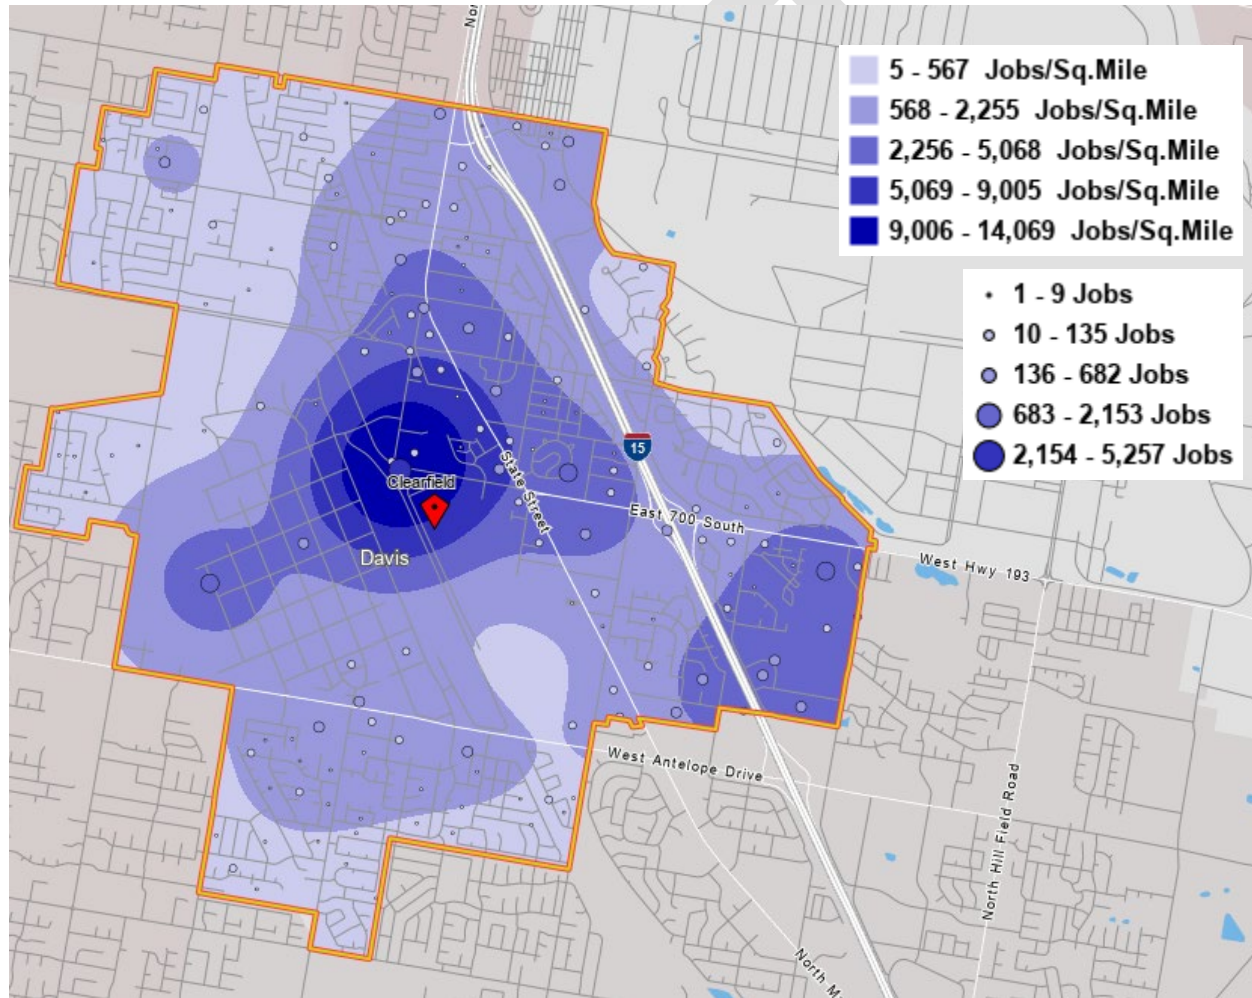 Nor
5 - 567 Jobs/Sq.Mile
568 - 2,255 Jobs/Sq.Mile
2,256 - 5,068 Jobs/Sq.Mile
5,069 - 9,005 Jobs/Sq.Mile
9,006 - 14,069 Jobs/Sq.Mile
1 - 9 Jobs
10 - 135 Jobs
136 - 682 Jobs
683 - 2,153 Jobs
2,154 - 5,257 Jobs
15
Clearfield
State Street
East 700 South
Davis
West Hwy 193
West Antelope Drive
North Hill Field Road
North M